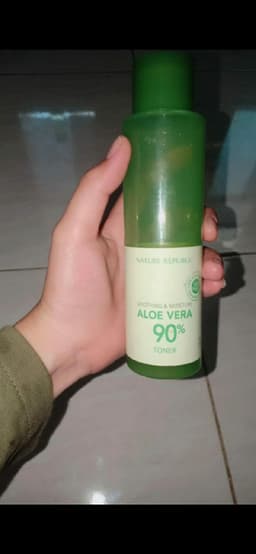 NATURE REPUBLIC
SOOTHING & MOISTURE
ALOE VERA
90%
TONER